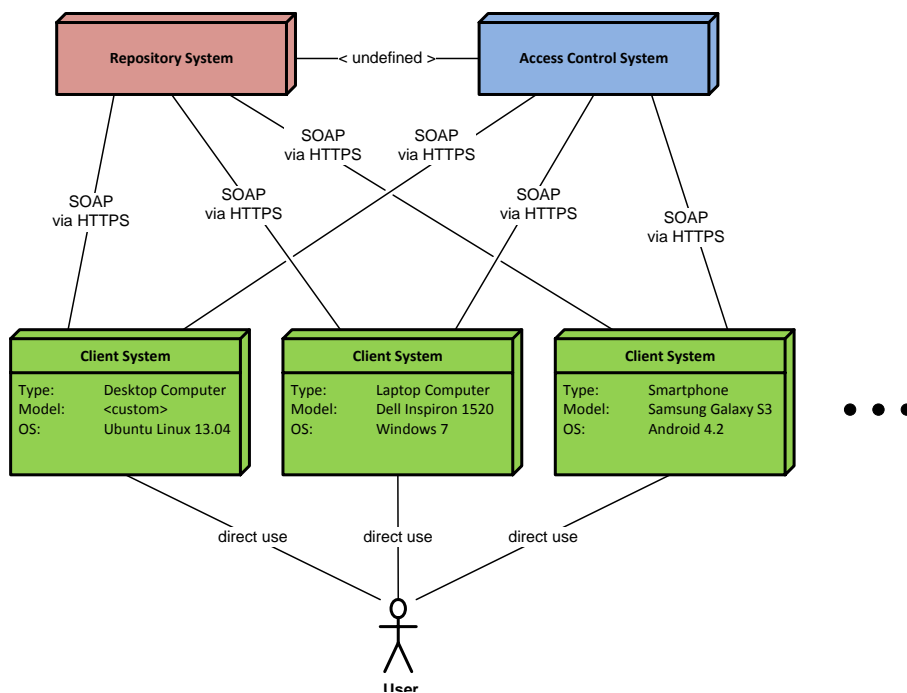 Repository System
< undefined >
Access Control System
SOAP
via HTTPS
SOAP
via HTTPS
SOAP
via HTTPS
SOAP
via HTTPS
SOAP
via HTTPS
SOAP
via HTTPS
Client System
Type: Desktop Computer
Model: <custom>
OS: Ubuntu Linux 13.04
Client System
Type: Laptop Computer
Model: Dell Inspiron 1520
OS: Windows 7
Client System
Type: Smartphone
Model: Samsung Galaxy S3
OS: Android 4.2
direct use
direct use
direct use
User